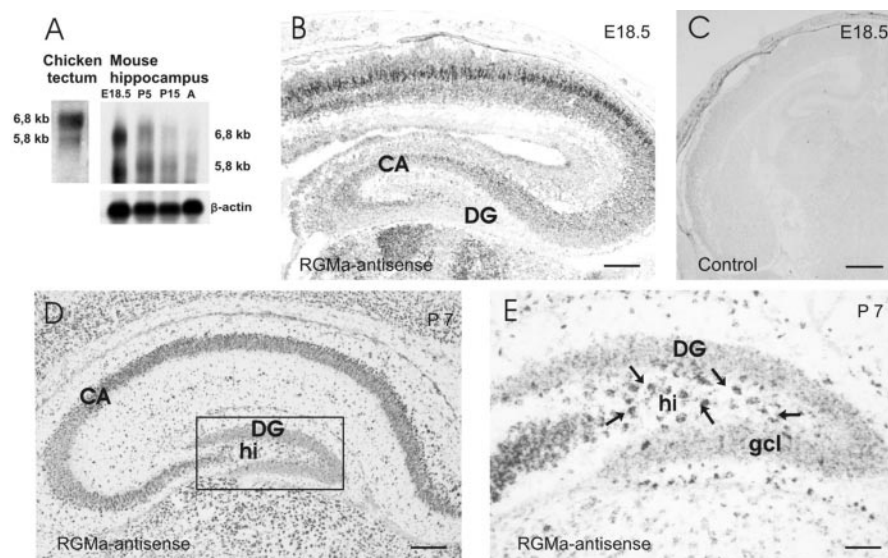 A
Chicken tectum
Mouse hippocampus
E18.5 P5 P15 A
6,8 kb
5,8 kb
6,8 kb
5,8 kb
β-actin
B
E18.5
CA
DG
RGMa-antisense
C
E18.5
Control
D
P 7
CA
DG
hi
RGMa-antisense
E
P 7
DG
hi
gcl
RGMa-antisense